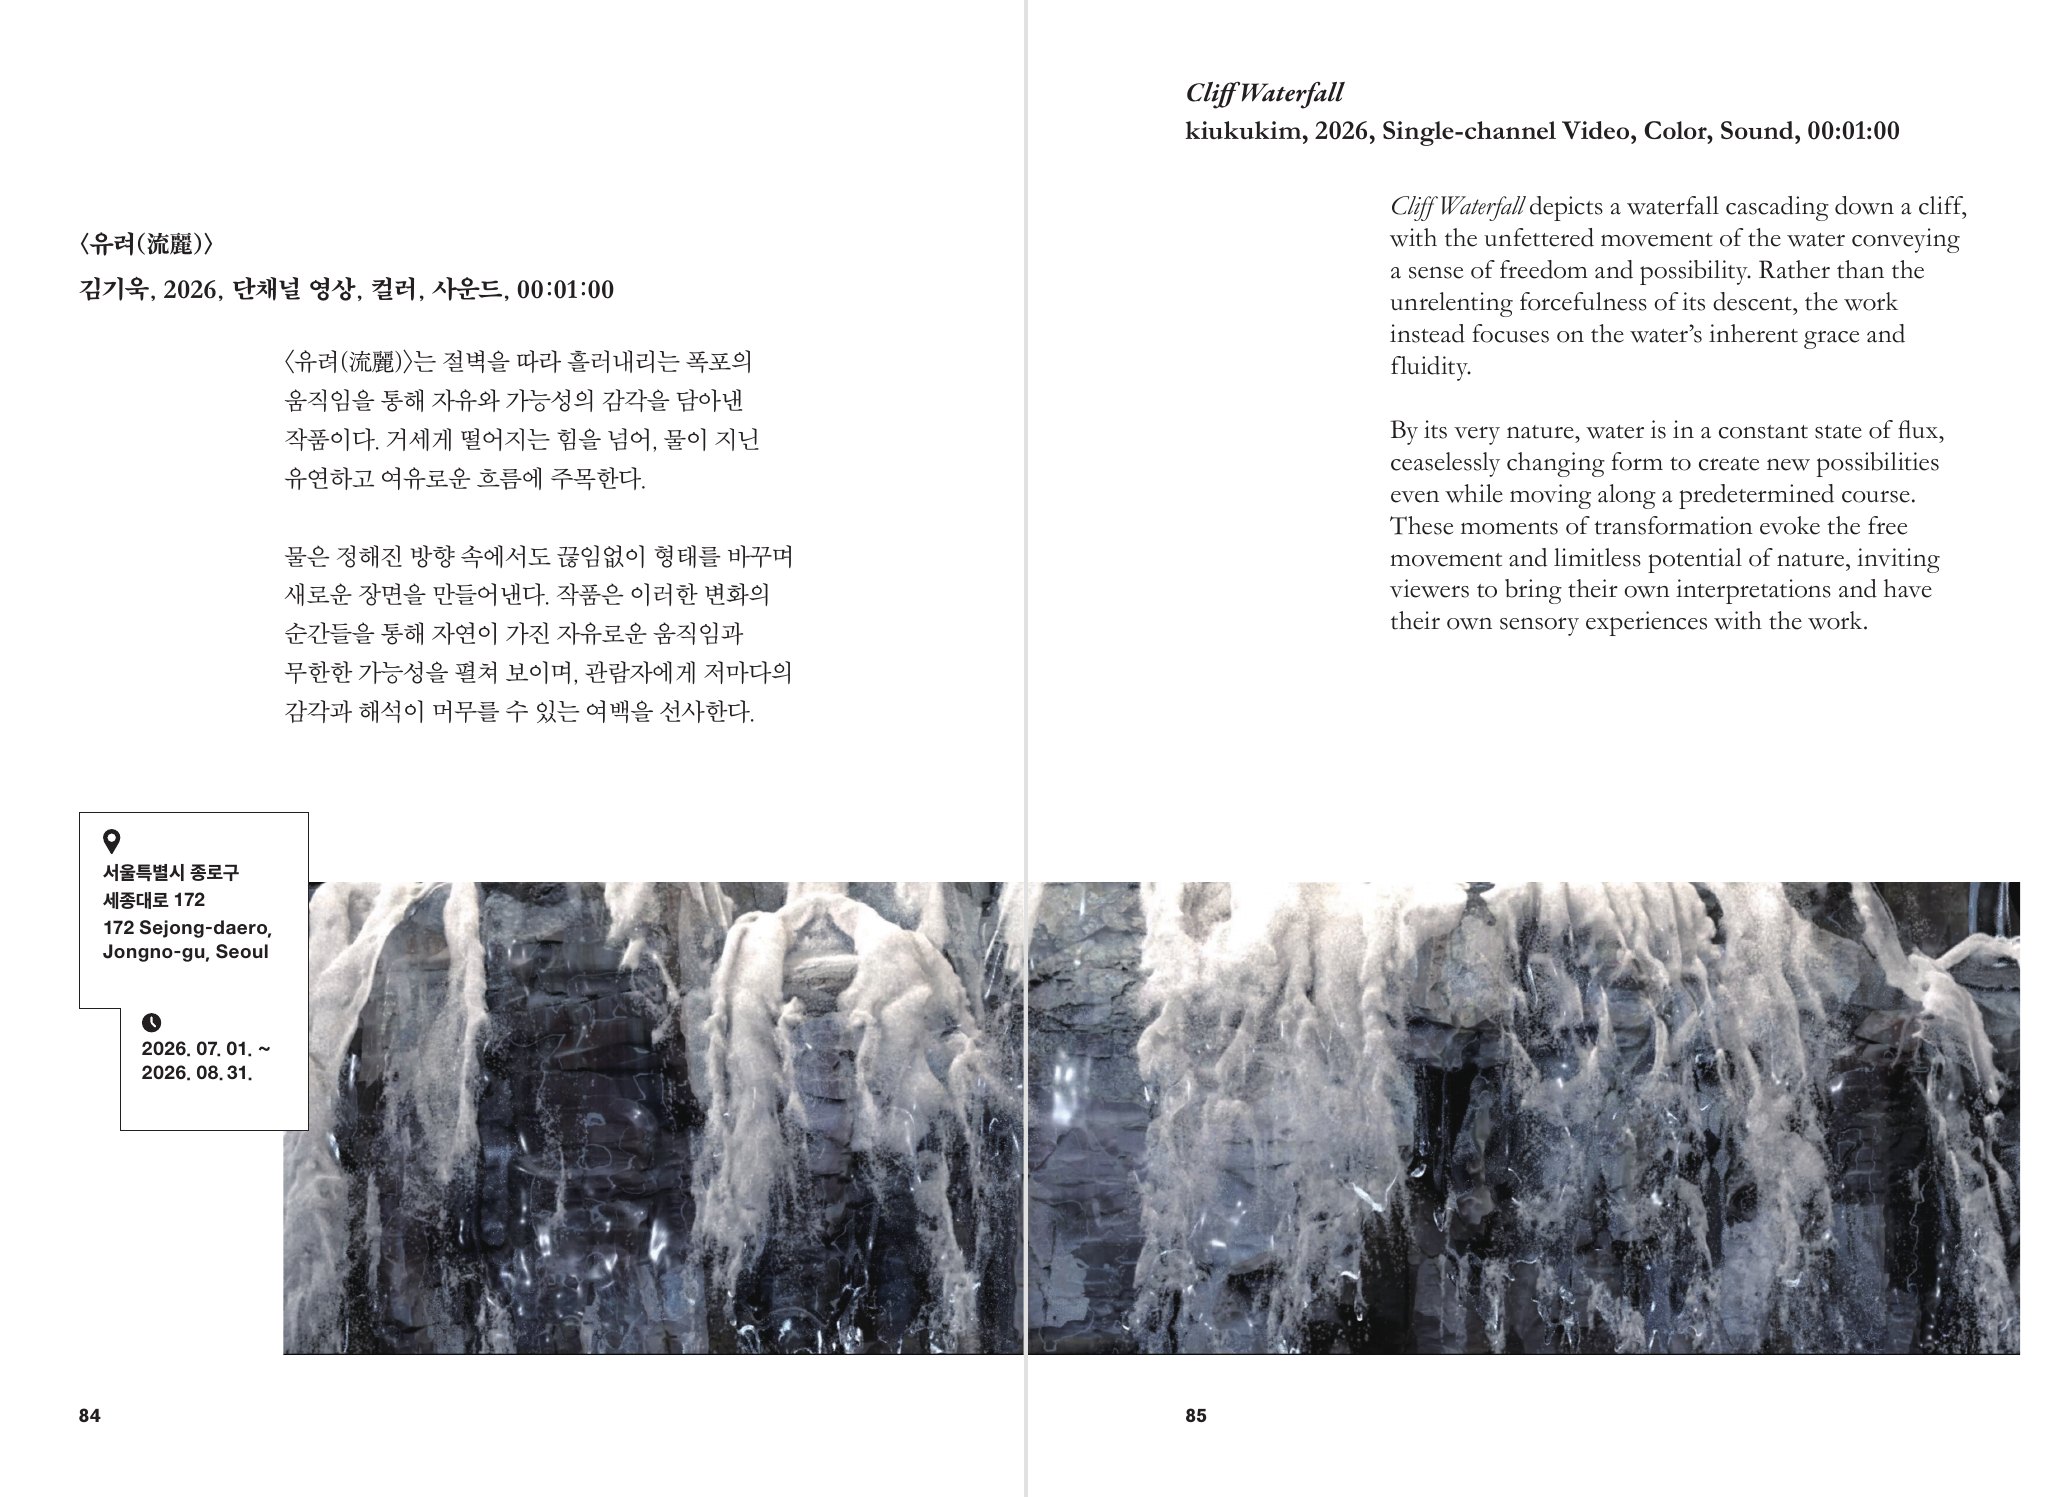 〈유려(流麗)〉
김기욱, 2026, 단채널 영상, 컬러, 사운드, 00:01:00
〈유려(流麗)〉는 절벽을 따라 흘러내리는 폭포의
움직임을 통해 자유와 가능성의 감각을 담아낸
작품이다. 거세게 떨어지는 힘을 넘어, 물이 지닌
유연하고 여유로운 흐름에 주목한다.
물은 정해진 방향 속에서도 끊임없이 형태를 바꾸며
새로운 장면을 만들어낸다. 작품은 이러한 변화의
순간들을 통해 자연이 가진 자유로운 움직임과
무한한 가능성을 펼쳐 보이며, 관람자에게 저마다의
감각과 해석이 머무를 수 있는 여백을 선사한다.
서울특별시 종로구
세종대로 172
172 Sejong-daero,
Jongno-gu, Seoul
2026. 07. 01. ~
2026. 08. 31.
84
Cliff Waterfall
kiukukim, 2026, Single-channel Video, Color, Sound, 00:01:00
Cliff Waterfall depicts a waterfall cascading down a cliff,
with the unfettered movement of the water conveying
a sense of freedom and possibility. Rather than the
unrelenting forcefulness of its descent, the work
instead focuses on the water’s inherent grace and
fluidity.
By its very nature, water is in a constant state of flux,
ceaselessly changing form to create new possibilities
even while moving along a predetermined course.
These moments of transformation evoke the free
movement and limitless potential of nature, inviting
viewers to bring their own interpretations and have
their own sensory experiences with the work.
85